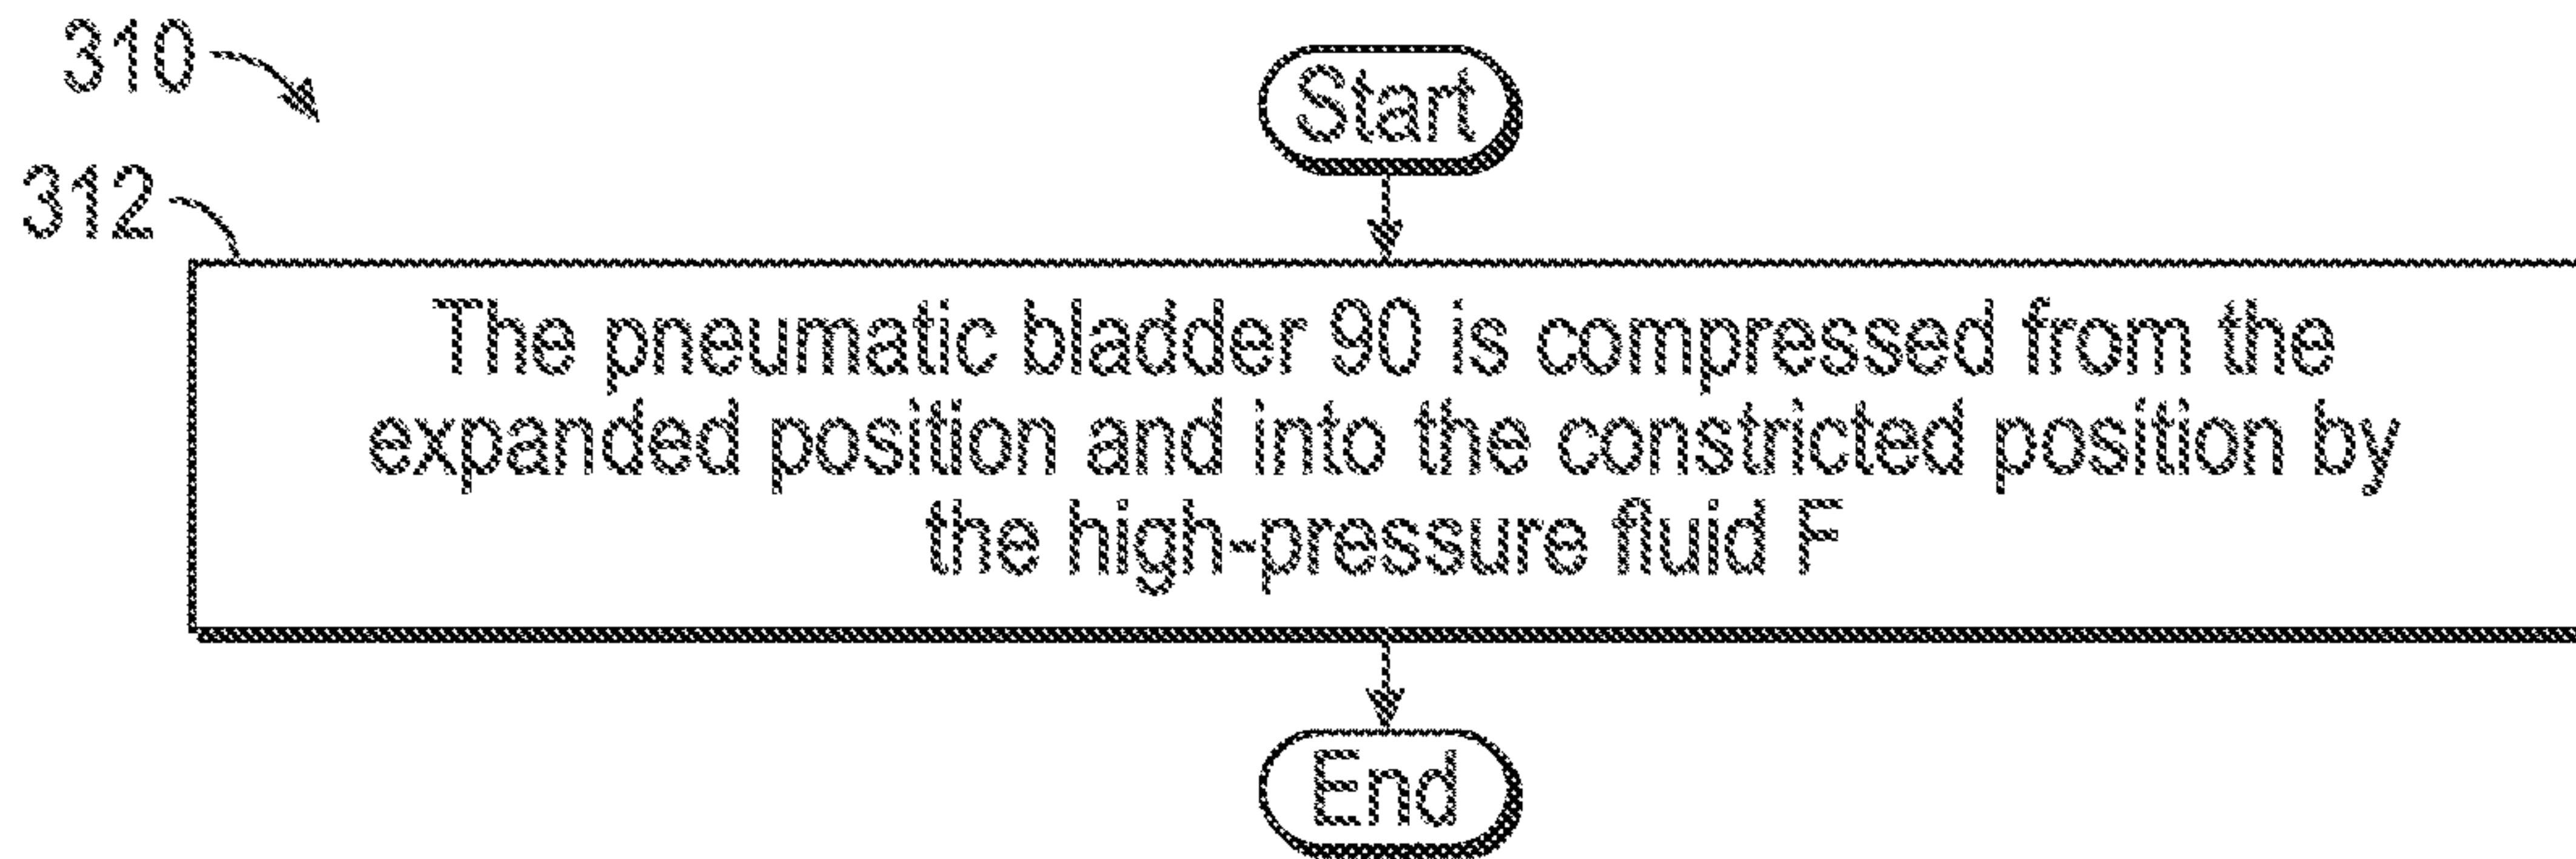 310
Start
312
The pneumatic bladder 90 is compressed from the
expanded position and into the constricted position by
the high-pressure fluid F
End